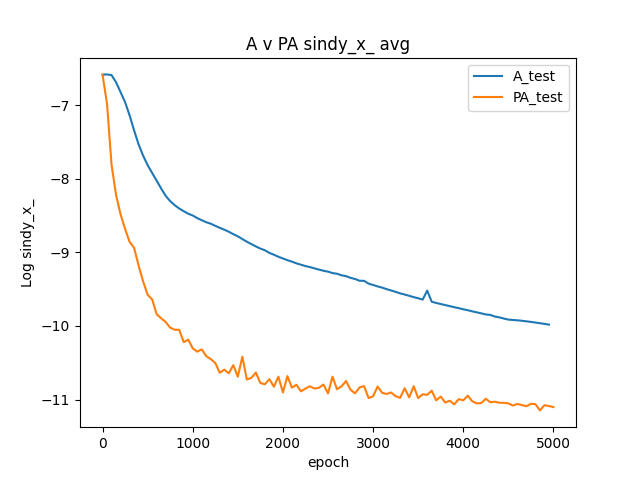 A v PA sindy_x_ avg
A_test
PA_test
Log sindy_x_
−7
−8
−9
−10
−11
0
1000
2000
3000
4000
5000
epoch